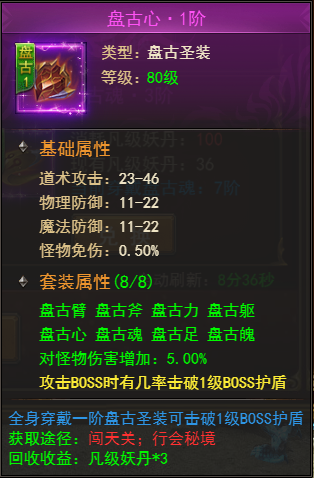 盘古心·1阶
盘古1
类型：盘古圣装
等级：80级
基础属性
道术攻击：23-46
物理防御：11-22
魔法防御：11-22
怪物免伤：0.50%
套装属性(8/8)
盘古臂 盘古斧 盘古力 盘古躯
盘古心 盘古魂 盘古足 盘古魄
对怪物伤害增加：5.00%
攻击BOSS时有几率击破1级BOSS护盾
全身穿戴一阶盘古圣装可击破1级BOSS护盾
获取途径：闯天关；行会秘境
回收收益：凡级妖丹*3